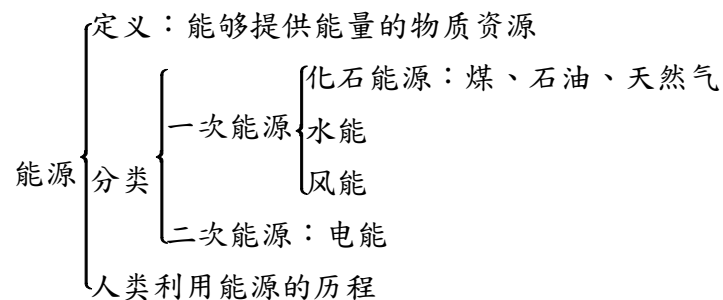 定义：能够提供能量的物质资源
化石能源：煤、石油、天然气
一次能源
水能
能源
分类
风能
二次能源：电能
人类利用能源的历程